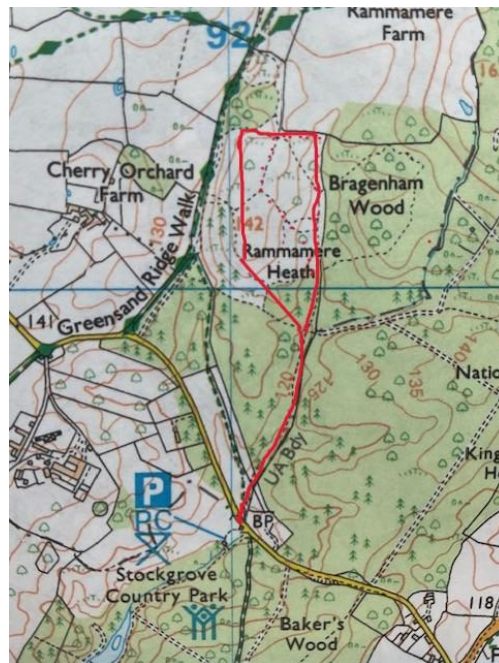 Rammamere
Farm
92
16
Cherry Orchard
Farm
130
Bragenham
Wood
142
Rammamere
Heath
Greensand Ridge Walk
141
140
120
125
130
135
Natio
UA Bdy
King
H
P
RC
BP
Stockgrove
Country Park
Baker's
Wood
118
F